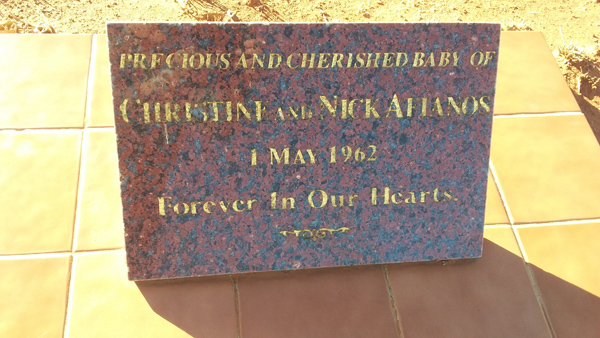 PRECIOUS AND CHERISHED BABY OF
CHRISTINE AND NICK AFIANOS
1 MAY 1962
Forever In Our Hearts.